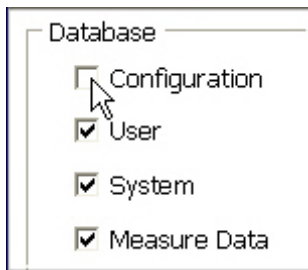 Database
Configuration
User
System
Measure Data